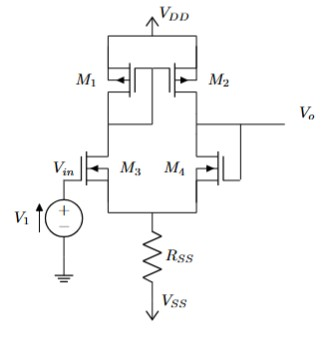 V_DD
M_1 M_2
V_o
V_in M_3 M_4
V_1 + −
R_SS
V_SS